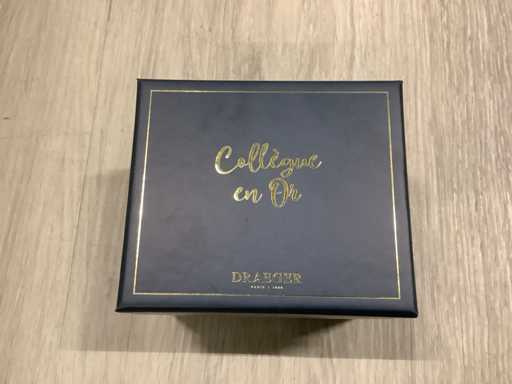 Collègue
en Or
DRAEGER
PARIS | 1886